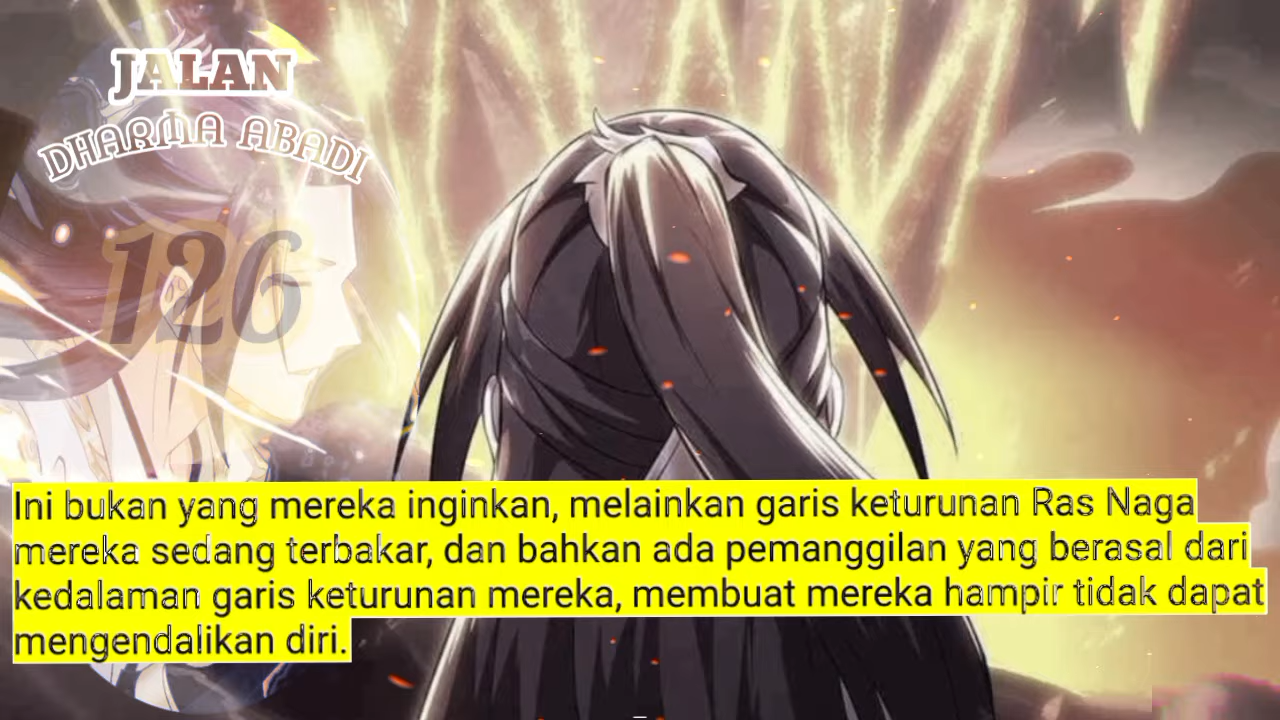 JALAN
DHARMA ABADI
126
Ini bukan yang mereka inginkan, melainkan garis keturunan Ras Naga
mereka sedang terbakar, dan bahkan ada pemanggilan yang berasal dari
kedalaman garis keturunan mereka, membuat mereka hampir tidak dapat
mengendalikan diri.